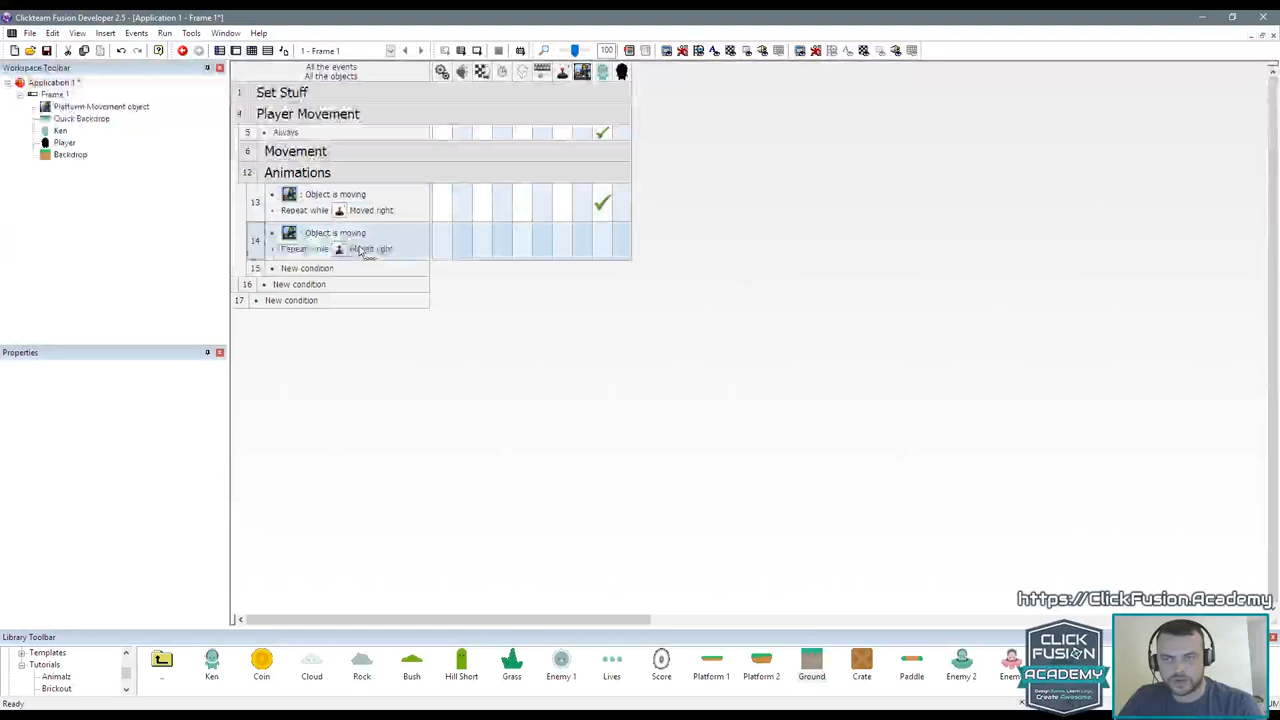 Clickteam Fusion Developer 2.5 - [Application 1 - Frame 1*]
File Edit View Insert Events Run Tools Window Help
1 - Frame 1
100
Workspace Toolbar
Application 1 *
Frame 1
Platform Movement object
Quick Backdrop
Ken
Player
Backdrop
Properties
All the events
All the objects
1 Set Stuff
4 Player Movement
5 • Always
6 Movement
12 Animations
13 • : Object is moving
• Repeat while Moved right
14 • : Object is moving
• Repeat while Moved right
15 • New condition
16 • New condition
17 • New condition
https://ClickFusion.Academy
Library Toolbar
Templates
Tutorials
Animalz
Brickout
..
Ken
Coin
Cloud
Rock
Bush
Hill Short
Grass
Enemy 1
Lives
Score
Platform 1
Platform 2
Ground
Crate
Paddle
Enemy 2
CLICK
FUSION
ACADEMY
Ready